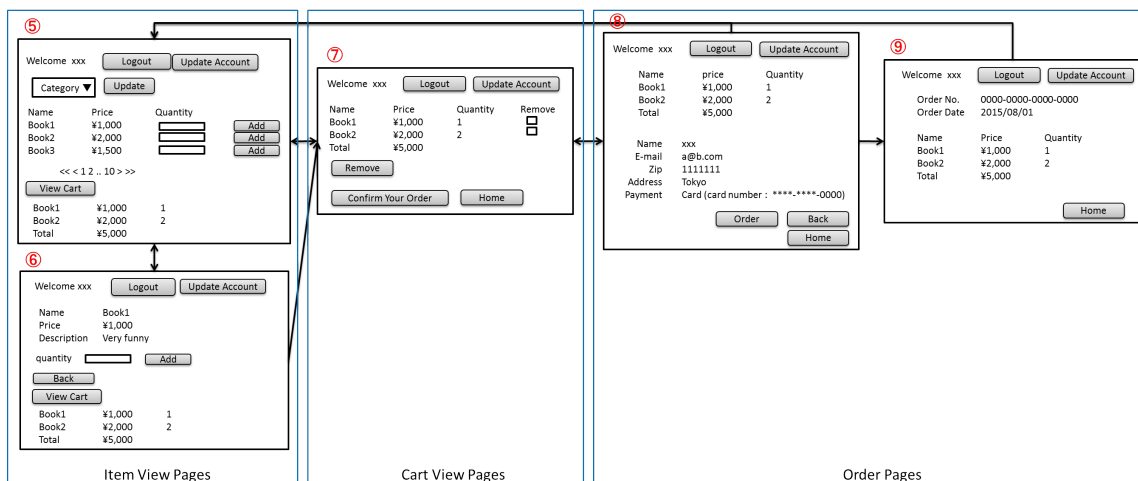 ⑤
Welcome xxx Logout Update Account
Category ▼ Update
Name Price Quantity
Book1 ¥1,000 Add
Book2 ¥2,000 Add
Book3 ¥1,500 Add
<< < 1 2 .. 10 > >>
View Cart
Book1 ¥1,000 1
Book2 ¥2,000 2
Total ¥5,000
⑥
Welcome xxx Logout Update Account
Name Book1
Price ¥1,000
Description Very funny
quantity Add
Back
View Cart
Book1 ¥1,000 1
Book2 ¥2,000 2
Total ¥5,000
Item View Pages
⑦
Welcome xxx Logout Update Account
Name Price Quantity Remove
Book1 ¥1,000 1
Book2 ¥2,000 2
Total ¥5,000
Remove
Confirm Your Order Home
Cart View Pages
⑧
Welcome xxx Logout Update Account
Name price Quantity
Book1 ¥1,000 1
Book2 ¥2,000 2
Total ¥5,000
Name xxx
E-mail a@b.com
Zip 1111111
Address Tokyo
Payment Card (card number : ****-****-0000)
Order Back
Home
⑨
Welcome xxx Logout Update Account
Order No. 0000-0000-0000-0000
Order Date 2015/08/01
Name Price Quantity
Book1 ¥1,000 1
Book2 ¥2,000 2
Total ¥5,000
Home
Order Pages